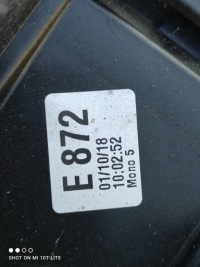 E 872
01/10/18
10:02:52
Mono 5
SHOT ON MI 10T-LITE